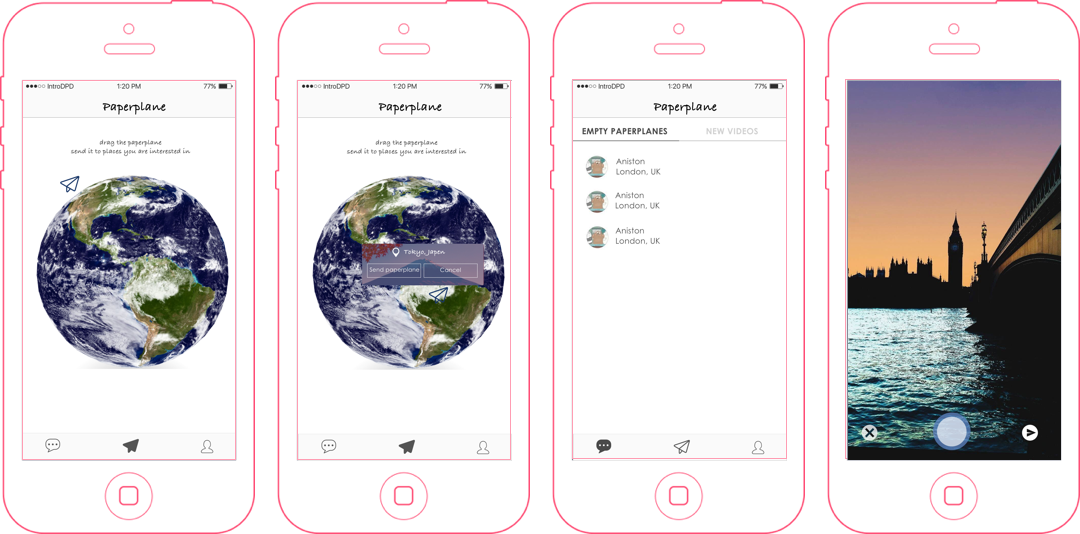 ●●●○○ IntroDPD 1:20 PM 77%
Paperplane
drag the paperplane
send it to places you are interested in
●●●○○ IntroDPD 1:20 PM 77%
Paperplane
drag the paperplane
send it to places you are interested in
Tokyo, Japen
Send paperplane Cancel
●●●○○ IntroDPD 1:20 PM 77%
Paperplane
EMPTY PAPERPLANES NEW VIDEOS
Aniston
London, UK
Aniston
London, UK
Aniston
London, UK